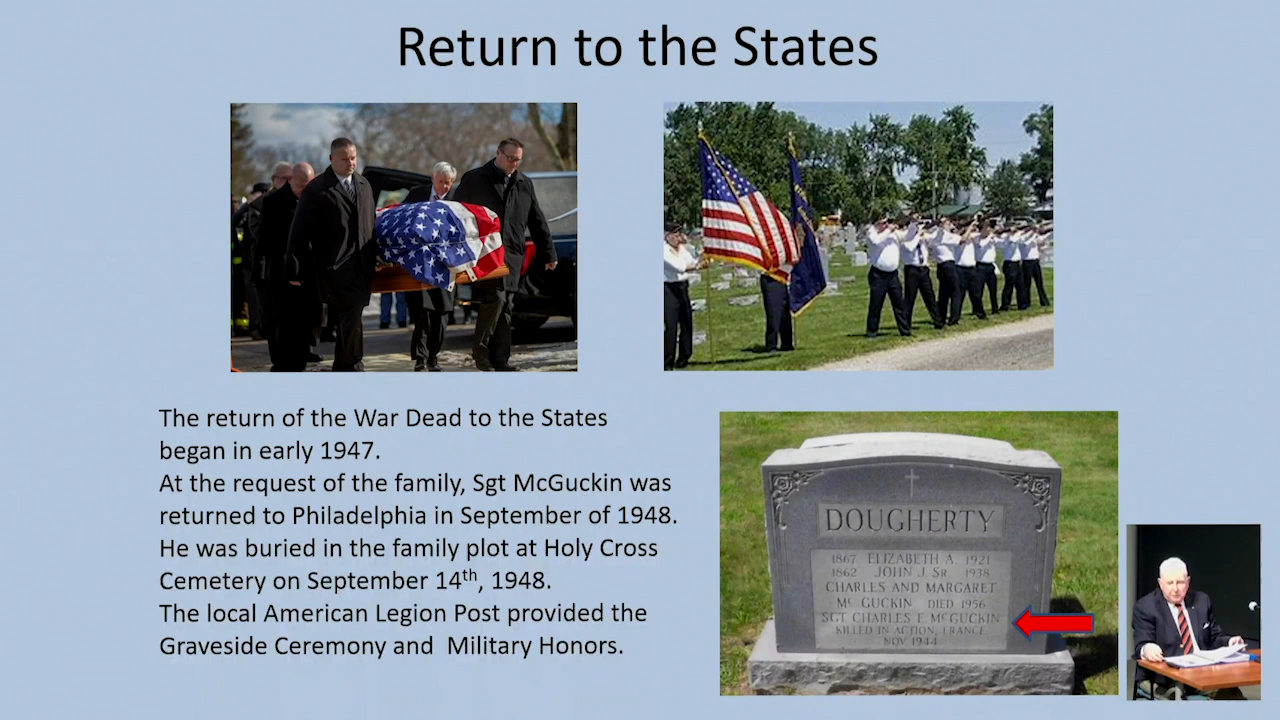 Return to the States
The return of the War Dead to the States
began in early 1947.
At the request of the family, Sgt McGuckin was
returned to Philadelphia in September of 1948.
He was buried in the family plot at Holy Cross
Cemetery on September 14th, 1948.
The local American Legion Post provided the
Graveside Ceremony and  Military Honors.
DOUGHERTY
1867 ELIZABETH A. 1921
1862 JOHN J. SR. 1938
CHARLES AND MARGARET
MC GUCKIN DIED 1956
SGT CHARLES E. MCGUCKIN
KILLED IN ACTION, FRANCE
NOV 1944